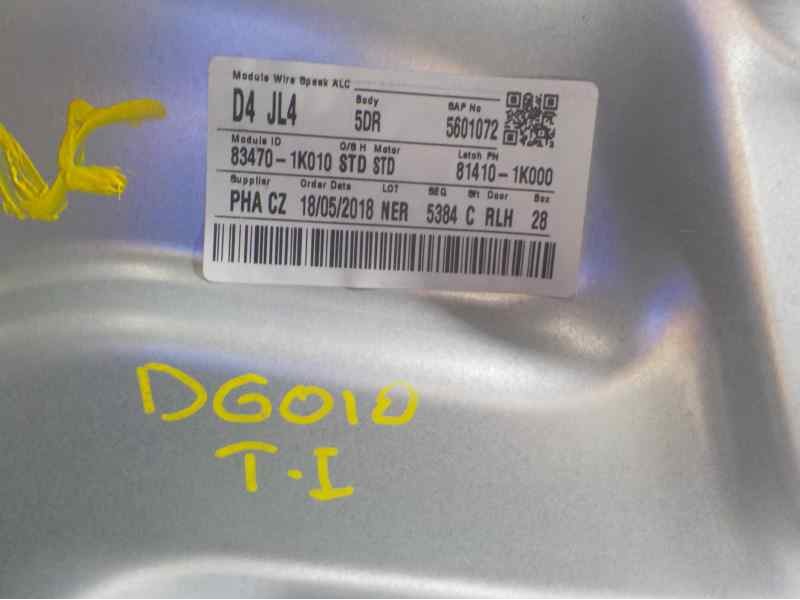 Module Wire Speak ALC
Body
SAP No
D4 JL4 5DR 5601072
Module ID O/S H Motor Latch PN
83470-1K010 STD STD 81410-1K000
Supplier Order Date LOT SEQ Sft Door Box
PHA CZ 18/05/2018 NER 5384 C RLH 28
DG010
T.I